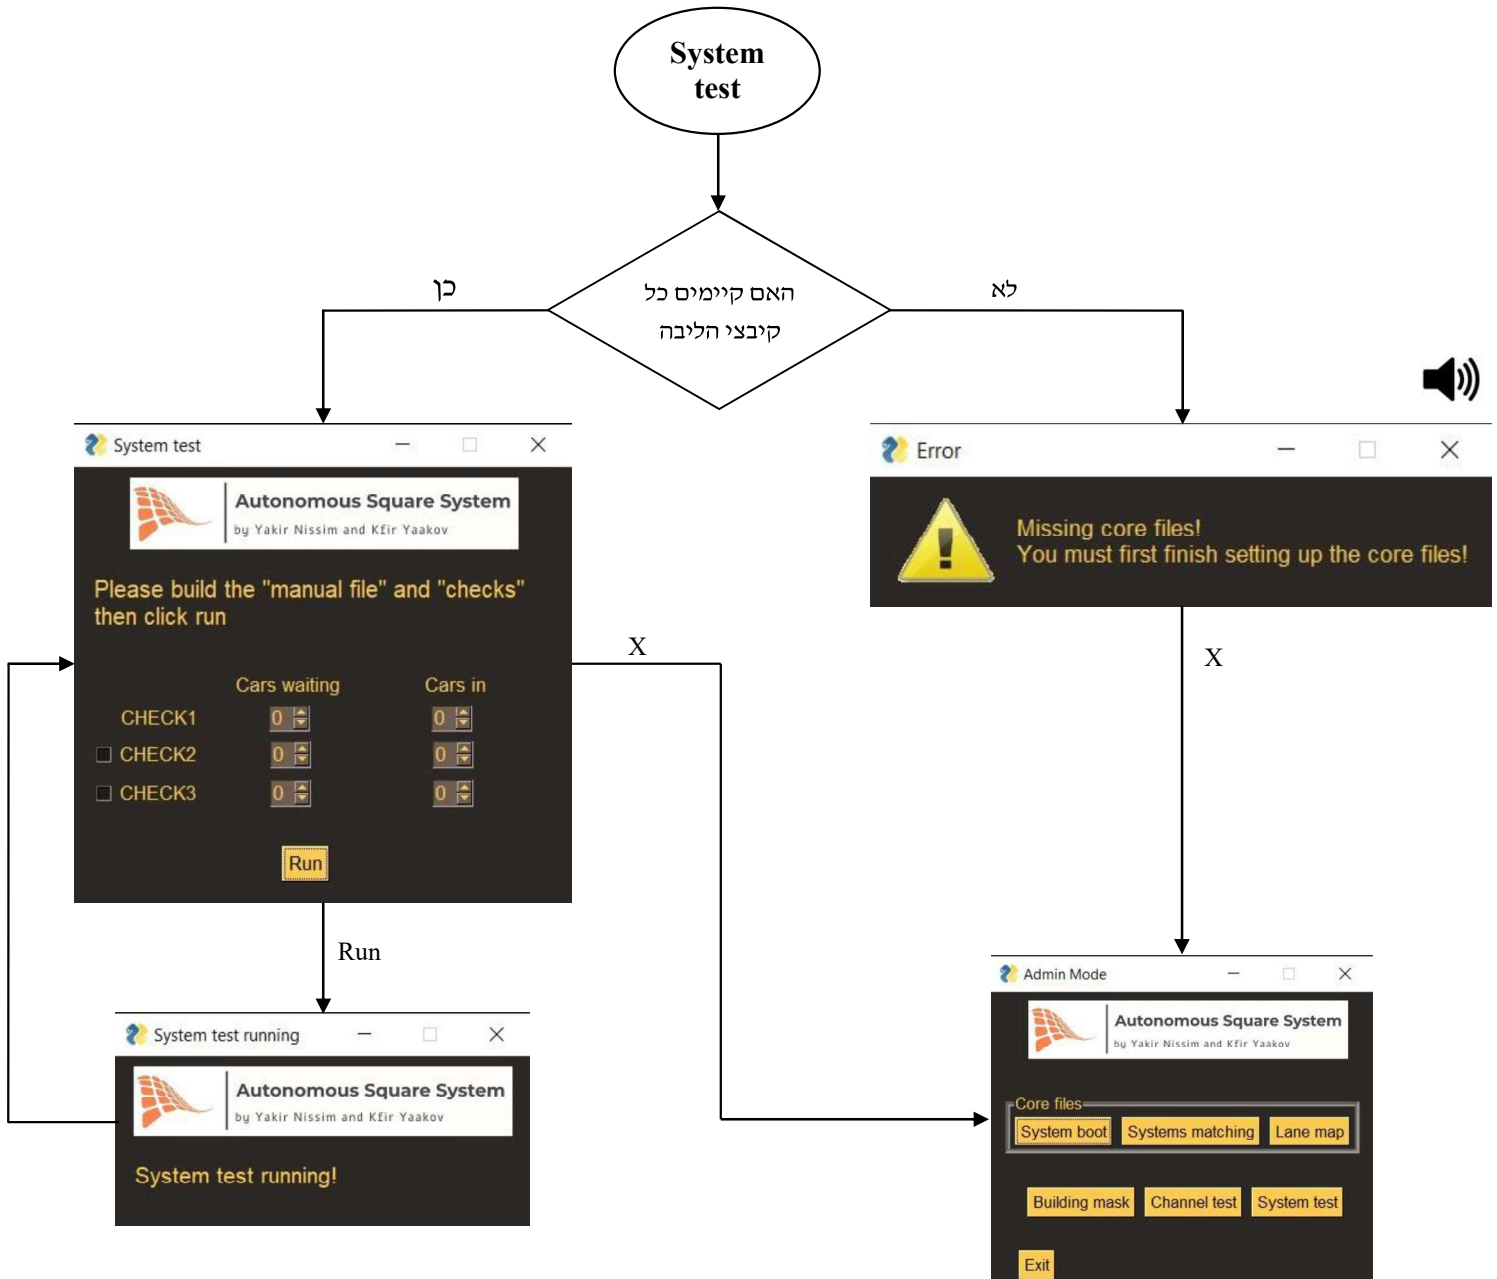 System
test
האם קיימים כל
קיבצי הליבה
כן
לא
System test
Autonomous Square System
by Yakir Nissim and Kfir Yaakov
Please build the "manual file" and "checks"
then click run
Cars waiting Cars in
CHECK1 0 0
CHECK2 0 0
CHECK3 0 0
Run
Error
Missing core files!
You must first finish setting up the core files!
X
X
Run
System test running
Autonomous Square System
by Yakir Nissim and Kfir Yaakov
System test running!
Admin Mode
Autonomous Square System
by Yakir Nissim and Kfir Yaakov
Core files
System boot Systems matching Lane map
Building mask Channel test System test
Exit